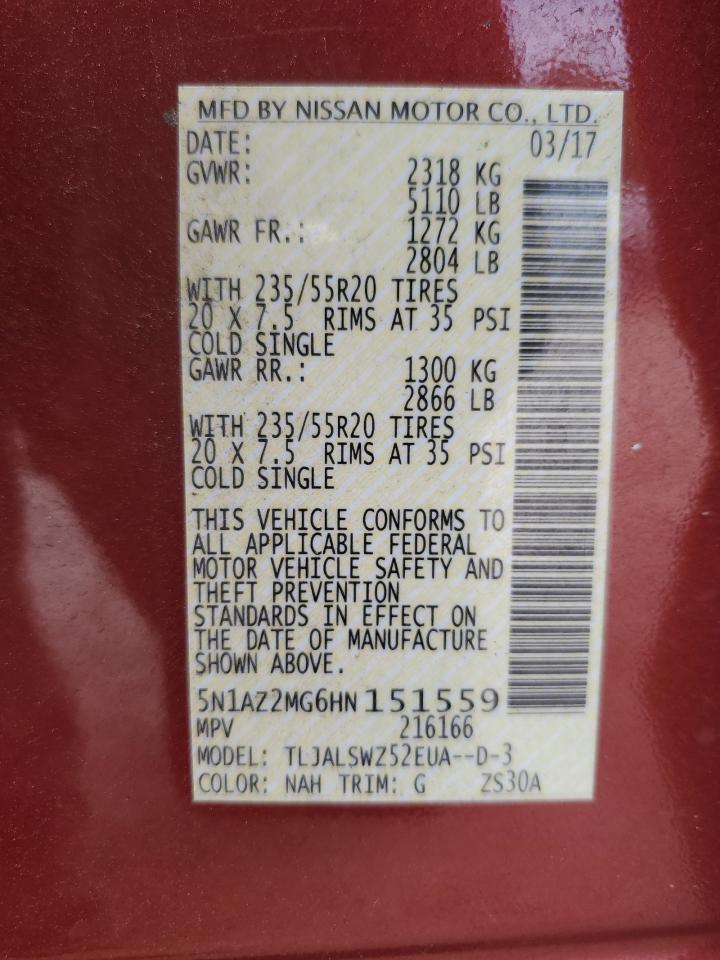 MFD BY NISSAN MOTOR CO., LTD.
DATE: 03/17
GVWR: 2318 KG
5110 LB
GAWR FR.: 1272 KG
2804 LB
WITH 235/55R20 TIRES
20 X 7.5 RIMS AT 35 PSI
COLD SINGLE
GAWR RR.: 1300 KG
2866 LB
WITH 235/55R20 TIRES
20 X 7.5 RIMS AT 35 PSI
COLD SINGLE
THIS VEHICLE CONFORMS TO
ALL APPLICABLE FEDERAL
MOTOR VEHICLE SAFETY AND
THEFT PREVENTION
STANDARDS IN EFFECT ON
THE DATE OF MANUFACTURE
SHOWN ABOVE.
5N1AZ2MG6HN151559
MPV 216166
MODEL: TLJALSWZ52EUA--D-3
COLOR: NAH TRIM: G ZS30A